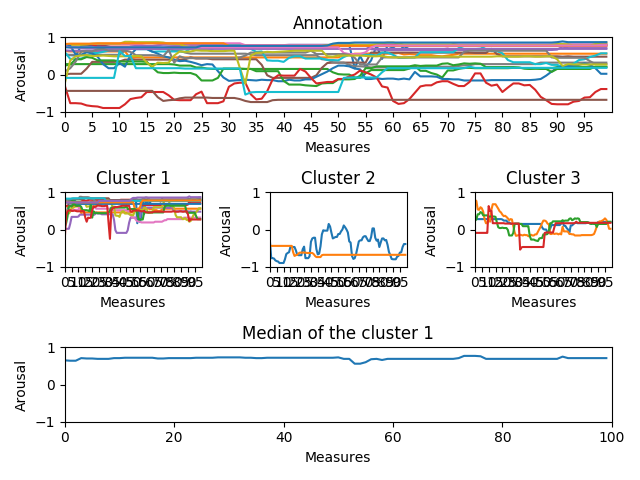 Annotation
Arousal
1
0
−1
0 5 10 15 20 25 30 35 40 45 50 55 60 65 70 75 80 85 90 95
Measures
Cluster 1 Cluster 2 Cluster 3
Arousal Arousal Arousal
1 1 1
0 0 0
−1 −1 −1
Measures Measures Measures
Median of the cluster 1
Arousal
1
0
−1
0 20 40 60 80 100
Measures